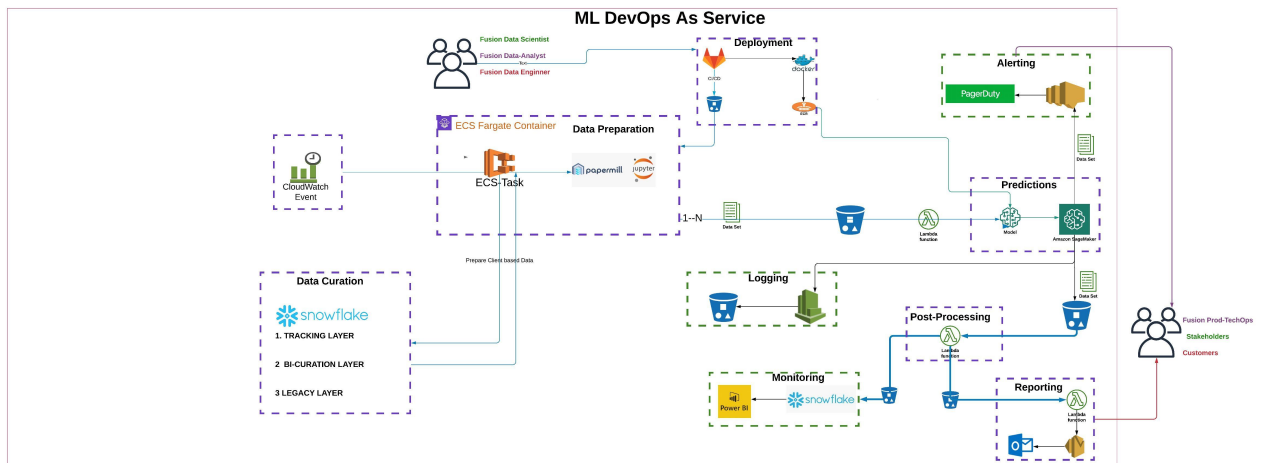 ML DevOps As Service
Fusion Data Scientist
Fusion Data-Analyst
Fusion Data Enginner
Deployment
docker
CI/CD
Alerting
PagerDuty
Data Set
ECS Fargate Container
Data Preparation
ECS-Task
papermill
jupyter
CloudWatch
Event
1--N
Data Set
Lambda
function
Predictions
Model
Amazon SageMaker
Prepare Client based Data
Data Curation
snowflake
1. TRACKING LAYER
2 BI-CURATION LAYER
3 LEGACY LAYER
Logging
Data Set
Post-Processing
Lambda
function
Fusion Prod-TechOps
Stakeholders
Customers
Monitoring
Power BI
snowflake
Reporting
Lambda
function